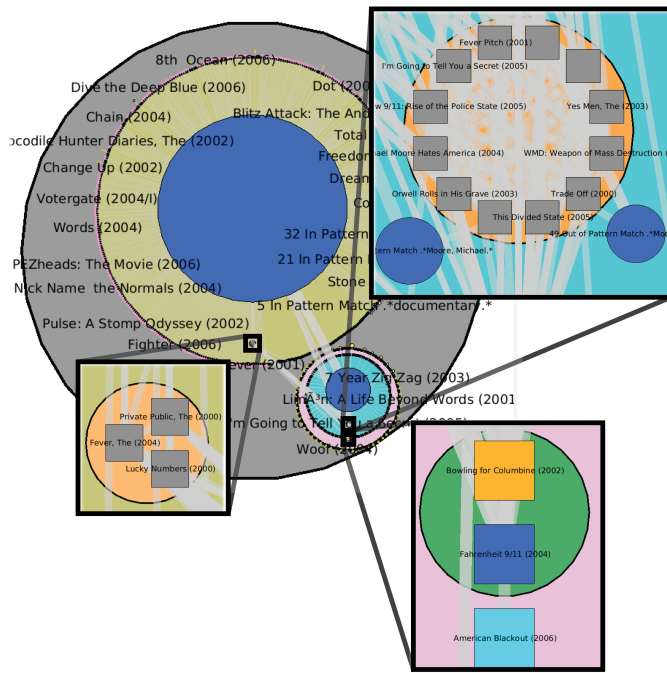 8th  Ocean (2006)
Dive the Deep Blue (2006)
Dot (200
Chain (2004)
Blitz Attack: The And
ocodile Hunter Diaries, The (2002)
Total
Freedom
Change Up (2002)
Dream
Votergate (2004/I)
Co
Words (2004)
32 In Pattern
PEZheads: The Movie (2006)
21 In Pattern
Nick Name  the Normals (2004)
Stone
5 In Pattern Match .*documentary.*
Pulse: A Stomp Odyssey (2002)
Fighter (2006)
ever (2001)
7 Year Zig Zag (2003)
LimÃ³n: A Life Beyond Words (2001
I'm Going to Tell You a Secret (2005)
Woof (2004)
Fever Pitch (2001)
I'm Going to Tell You a Secret (2005)
w 9/11: Rise of the Police State (2005)
Yes Men, The (2003)
ael Moore Hates America (2004)
WMD: Weapon of Mass Destruction (
Orwell Rolls in His Grave (2003)
Trade Off (2000)
This Divided State (2005)
49 Out of Pattern Match .*Moo
tern Match .*Moore, Michael.*
Private Public, The (2000)
Fever, The (2004)
Lucky Numbers (2000)
Bowling for Columbine (2002)
Fahrenheit 9/11 (2004)
American Blackout (2006)